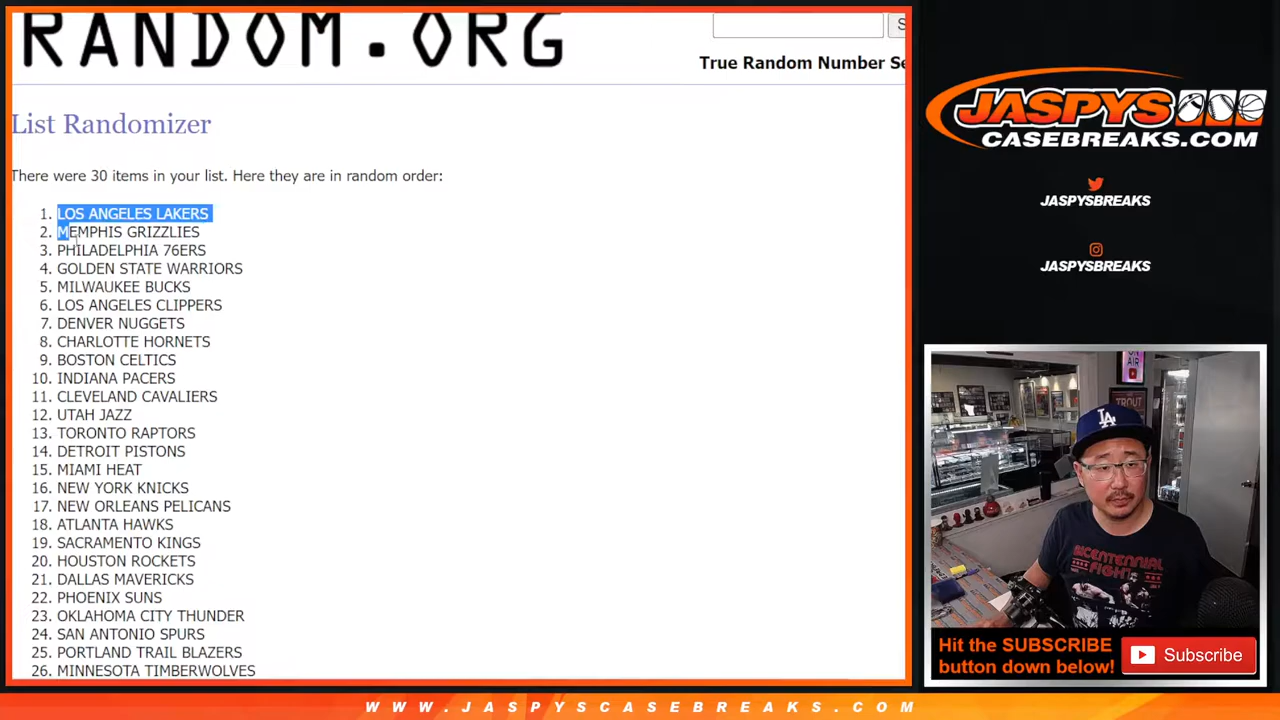 RANDOM.ORG
S
True Random Number Se
List Randomizer
There were 30 items in your list. Here they are in random order:
1. LOS ANGELES LAKERS
2. MEMPHIS GRIZZLIES
3. PHILADELPHIA 76ERS
4. GOLDEN STATE WARRIORS
5. MILWAUKEE BUCKS
6. LOS ANGELES CLIPPERS
7. DENVER NUGGETS
8. CHARLOTTE HORNETS
9. BOSTON CELTICS
10. INDIANA PACERS
11. CLEVELAND CAVALIERS
12. UTAH JAZZ
13. TORONTO RAPTORS
14. DETROIT PISTONS
15. MIAMI HEAT
16. NEW YORK KNICKS
17. NEW ORLEANS PELICANS
18. ATLANTA HAWKS
19. SACRAMENTO KINGS
20. HOUSTON ROCKETS
21. DALLAS MAVERICKS
22. PHOENIX SUNS
23. OKLAHOMA CITY THUNDER
24. SAN ANTONIO SPURS
25. PORTLAND TRAIL BLAZERS
26. MINNESOTA TIMBERWOLVES
JASPYS
CASEBREAKS.COM
JASPYSBREAKS
JASPYSBREAKS
ON AIR
TROUT
LA
BICENTENNIAL
FIGHT
Hit the SUBSCRIBE
button down below!
Subscribe
WWW.JASPYSCASEBREAKS.COM